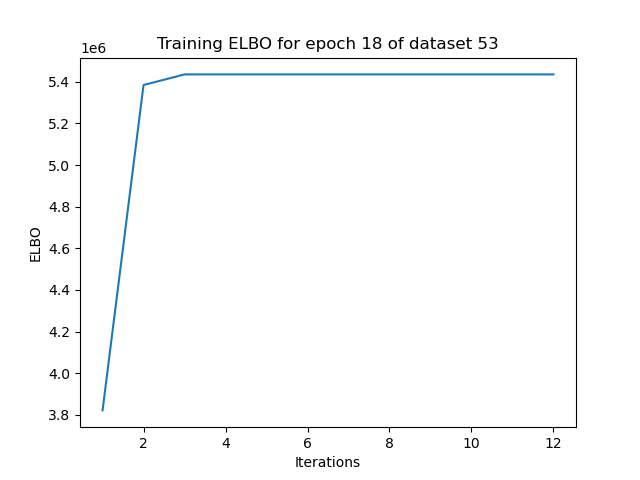 Training ELBO for epoch 18 of dataset 53
1e6
5.4
5.2
5.0
4.8
4.6
4.4
4.2
4.0
3.8
ELBO
2 4 6 8 10 12
Iterations